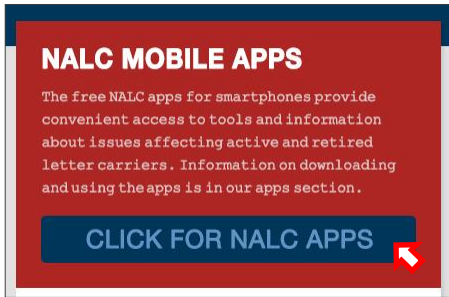 NALC MOBILE APPS
The free NALC apps for smartphones provide
convenient access to tools and information
about issues affecting active and retired
letter carriers. Information on downloading
and using the apps is in our apps section.
CLICK FOR NALC APPS